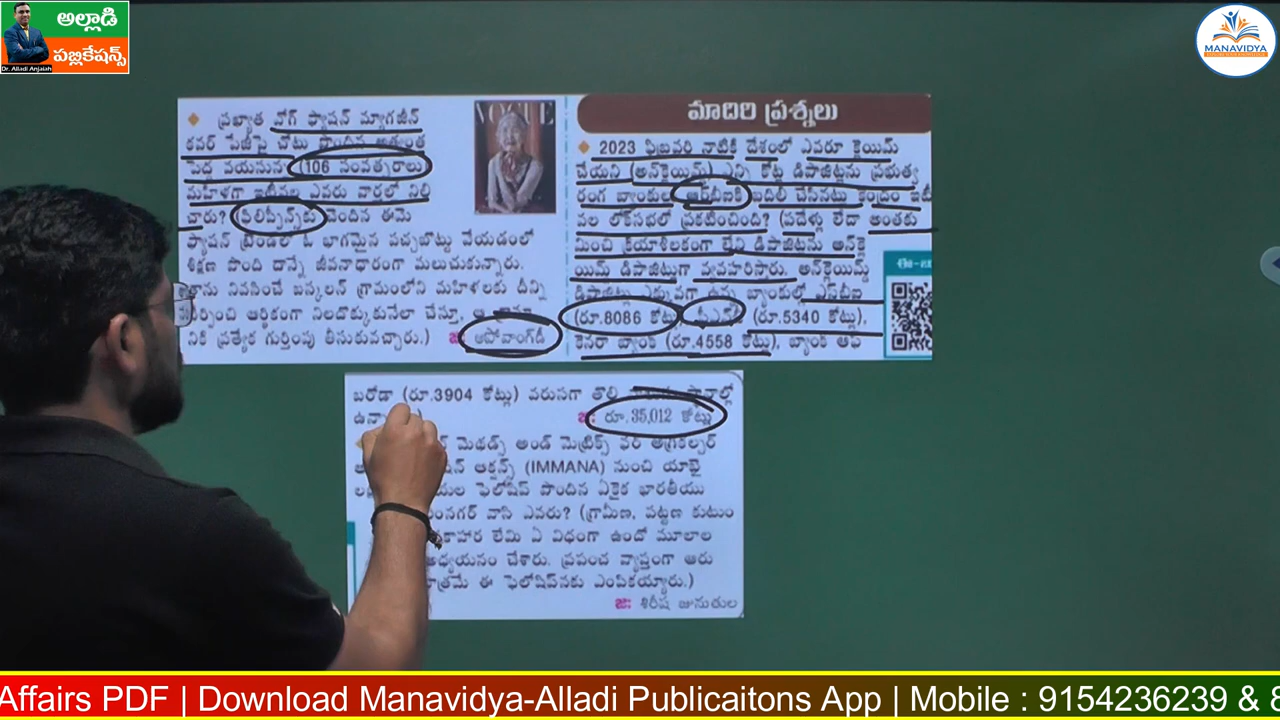 అల్లాడి
పబ్లికేషన్స్
Dr. Alladi Anjaiah
MANAVIDYA
ప్రఖ్యాత వోగ్ ఫ్యాషన్ మ్యాగజీన్
కవర్ పేజీపై చోటు పొందిన అత్యంత
పెద్ద వయసున్న (106 సంవత్సరాలు)
మహిళగా ఇటీవల ఎవరు వార్తల్లో నిలి
చారు? (ఫిలిప్పీన్స్‌కు చెందిన ఈమె
ఫ్యాషన్ ట్రెండ్‌లో ఓ భాగమైన పచ్చబొట్టు వేయడంలో
శిక్షణ పొంది దాన్నే జీవనాధారంగా మలుచుకున్నారు.
తాను నివసించే బస్కలన్ గ్రామంలోని మహిళలకు దీన్ని
నేర్పించి ఆర్థికంగా నిలదొక్కుకునేలా చేస్తూ, ఆ
నికి ప్రత్యేక గుర్తింపు తీసుకువచ్చారు.) జ: అపోవాంగ్‌డీ
VOGUE
మాదిరి ప్రశ్నలు
2023 ఫిబ్రవరి నాటికి దేశంలో ఎవరూ క్లెయిమ్
చేయని (అన్‌క్లెయిమ్డ్) ఎన్ని కోట్ల డిపాజిట్లను ప్రభుత్వ
రంగ బ్యాంకులు ఆర్‌బీఐకి బదిలీ చేసినట్లు కేంద్రం ఇటీ
వల లోక్‌సభలో ప్రకటించింది? (పదేళ్లు లేదా అంతకు
మించి క్రియాశీలకంగా లేని డిపాజిట్లను అన్‌క్లె
యిమ్డ్ డిపాజిట్లుగా వ్యవహరిస్తారు. అన్‌క్లెయిమ్డ్
డిపాజిట్లు ఎక్కువగా ఉన్న బ్యాంకుల్లో ఎస్‌బీఐ
(రూ.8086 కోట్లు), పీఎన్‌బీ (రూ.5340 కోట్లు),
కెనరా బ్యాంక్ (రూ.4558 కోట్లు), బ్యాంక్ ఆఫ్
బరోడా (రూ.3904 కోట్లు) వరుసగా తొలి నాలుగు స్థానాల్లో
జ: రూ.35,012 కోట్లు
మెథడ్స్ అండ్ మెట్రిక్స్ ఫర్ అగ్రికల్చర్
ఆక్షన్స్ (IMMANA) నుంచి యాభై
ఫెలోషిప్ పొందిన ఏకైక భారతీయు
వాసి ఎవరు? (గ్రామీణ, పట్టణ కుటుం
లేమి ఏ విధంగా ఉందో మూలాల
అధ్యయనం చేశారు. ప్రపంచ వ్యాప్తంగా ఆరు
ఈ ఫెలోషిప్‌నకు ఎంపికయ్యారు.)
జ: శిరీష జునుతుల
Affairs PDF | Download Manavidya-Alladi Publicaitons App | Mobile : 9154236239 & 8